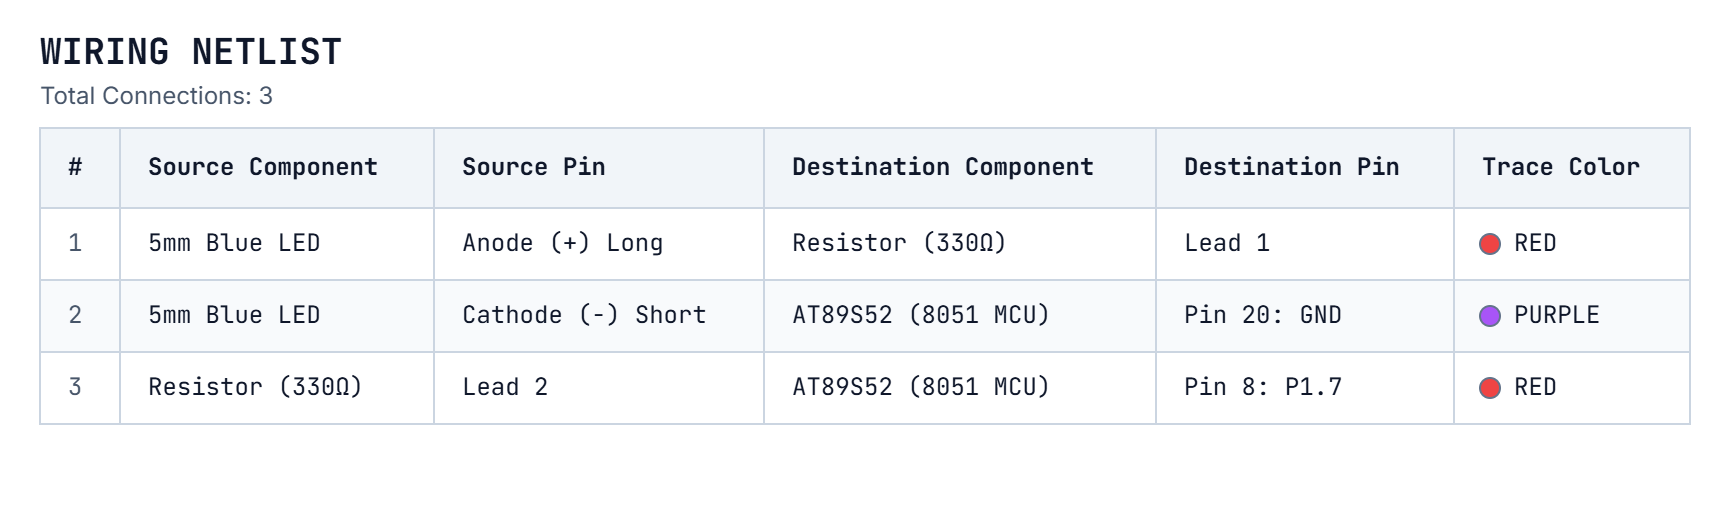 WIRING NETLIST
Total Connections: 3
# Source Component Source Pin Destination Component Destination Pin Trace Color
1 5mm Blue LED Anode (+) Long Resistor (330Ω) Lead 1 RED
2 5mm Blue LED Cathode (-) Short AT89S52 (8051 MCU) Pin 20: GND PURPLE
3 Resistor (330Ω) Lead 2 AT89S52 (8051 MCU) Pin 8: P1.7 RED